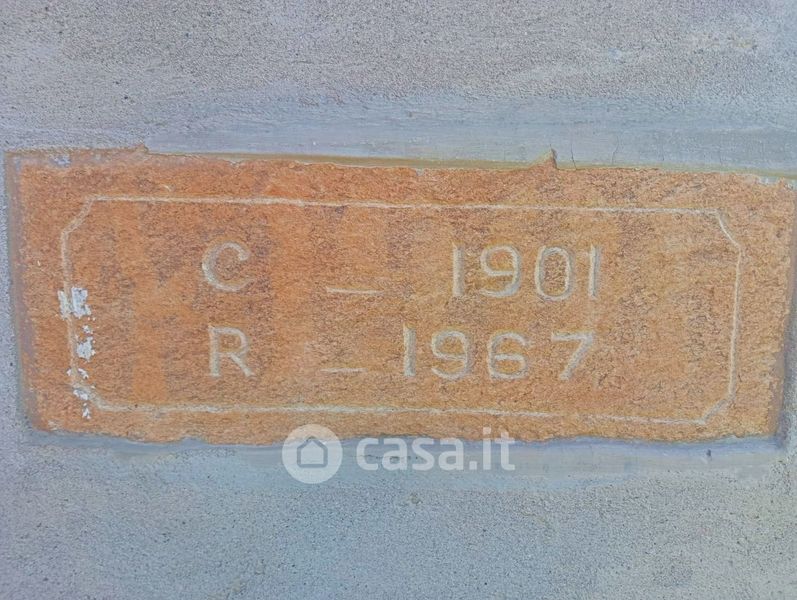 C _ 1901
R _ 1967
casa.it